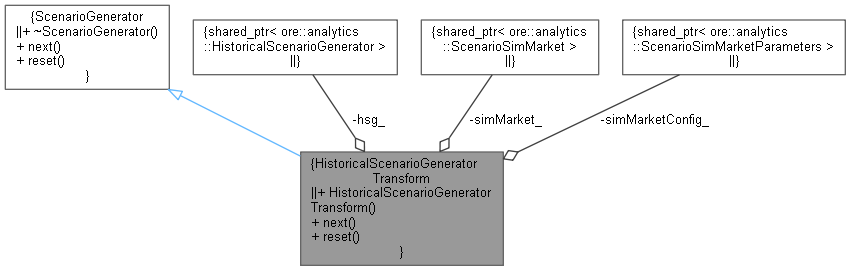 {ScenarioGenerator
||+ ~ScenarioGenerator()
+ next()
+ reset()
}
{shared_ptr< ore::analytics
::HistoricalScenarioGenerator >
||}
{shared_ptr< ore::analytics
::ScenarioSimMarket >
||}
{shared_ptr< ore::analytics
::ScenarioSimMarketParameters >
||}
-hsg_
-simMarket_
-simMarketConfig_
{HistoricalScenarioGenerator
Transform
||+ HistoricalScenarioGenerator
Transform()
+ next()
+ reset()
}